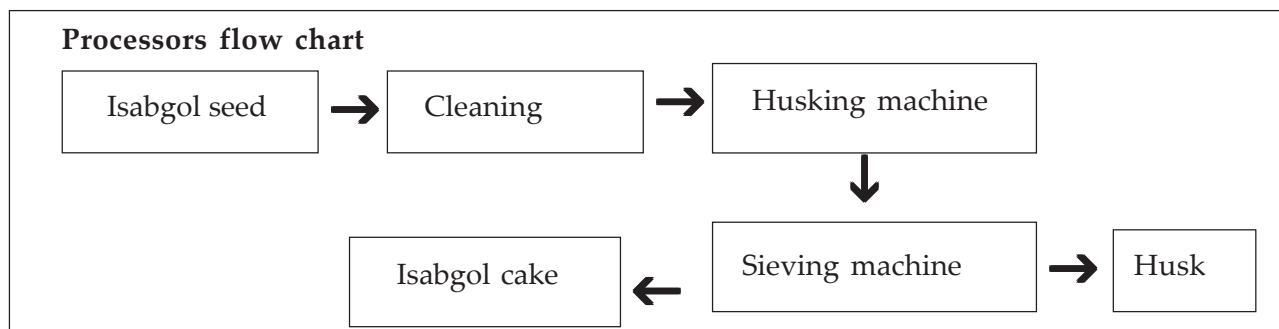 Processors flow chart
Isabgol seed
Cleaning
Husking machine
Isabgol cake
Sieving machine
Husk